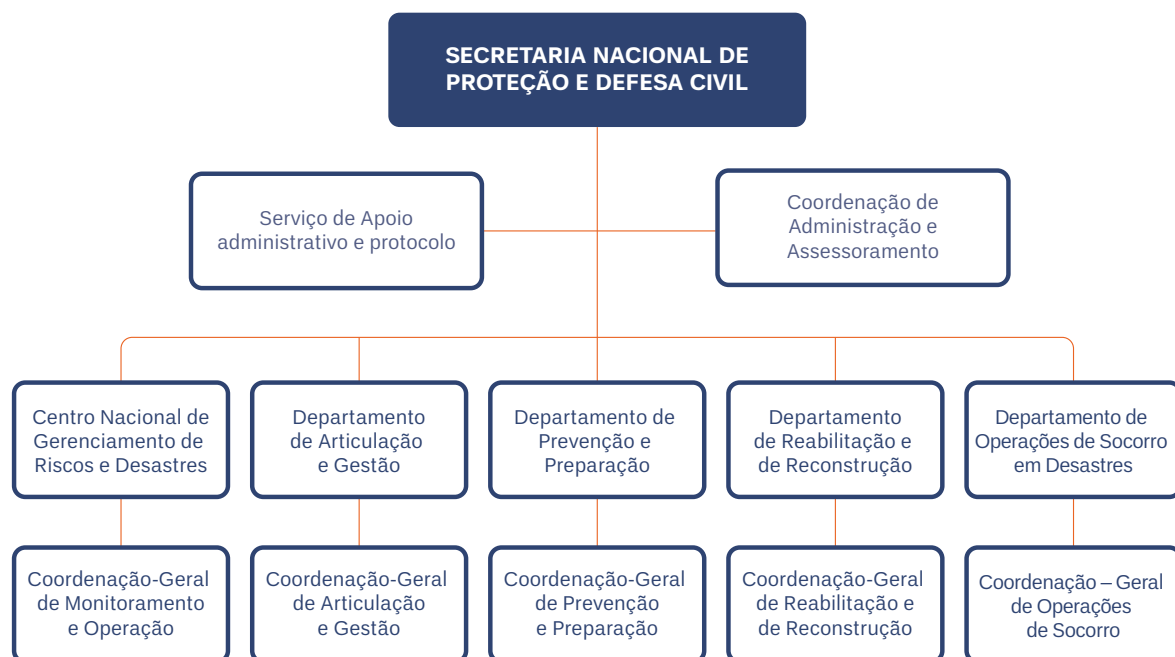 SECRETARIA NACIONAL DE
PROTEÇÃO E DEFESA CIVIL
Serviço de Apoio
administrativo e protocolo
Coordenação de
Administração e
Assessoramento
Centro Nacional de
Gerenciamento de
Riscos e Desastres
Departamento
de Articulação
e Gestão
Departamento de
Prevenção e
Preparação
Departamento
de Reabilitação e
de Reconstrução
Departamento de
Operações de Socorro
em Desastres
Coordenação-Geral
de Monitoramento
e Operação
Coordenação-Geral
de Articulação
e Gestão
Coordenação-Geral
de Prevenção
e Preparação
Coordenação-Geral
de Reabilitação e
de Reconstrução
Coordenação – Geral
de Operações
de Socorro